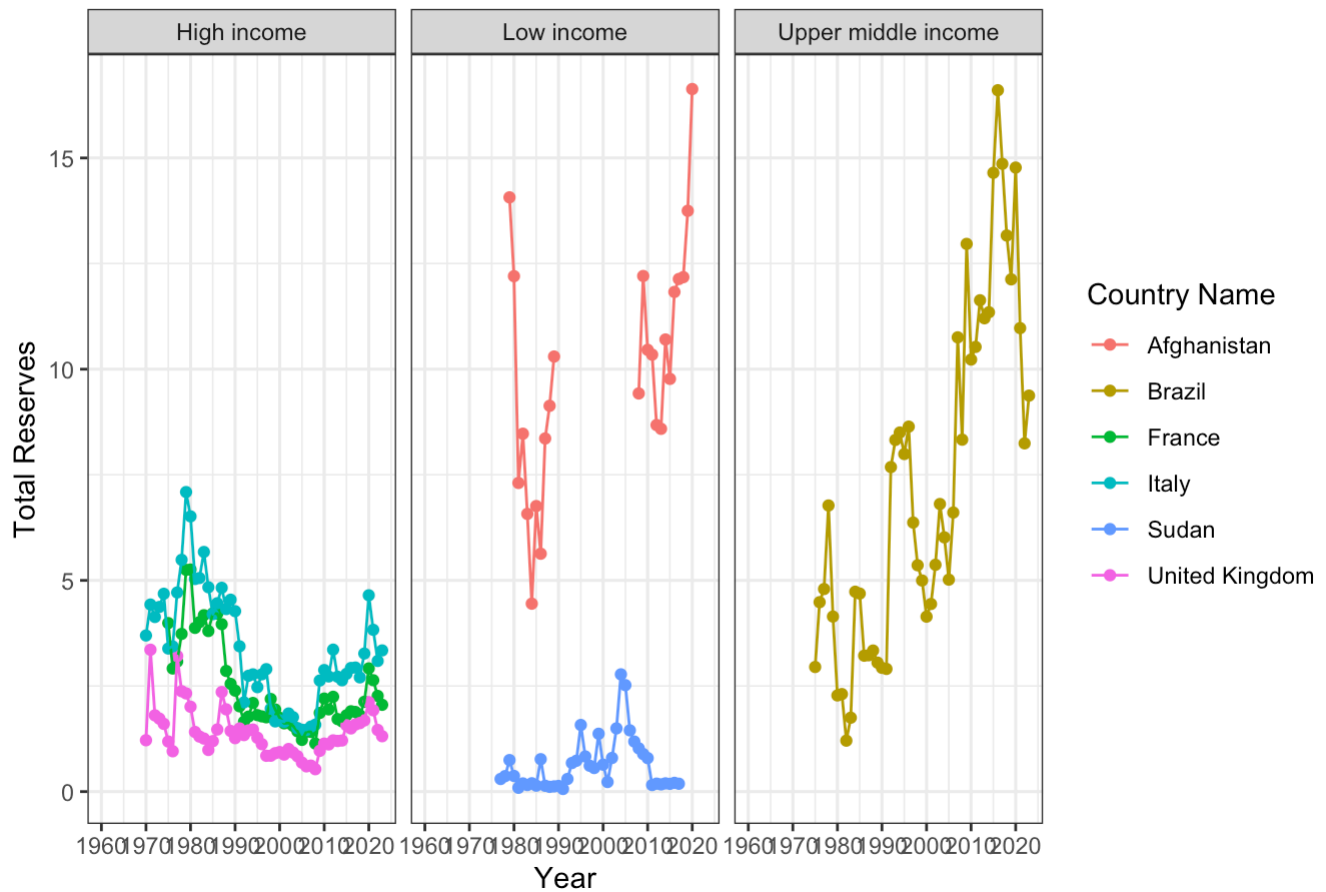 High income
Low income
Upper middle income
Total Reserves
15
10
5
0
1960 1970 1980 1990 2000 2010 2020
1960 1970 1980 1990 2000 2010 2020
1960 1970 1980 1990 2000 2010 2020
Year
Country Name
Afghanistan
Brazil
France
Italy
Sudan
United Kingdom